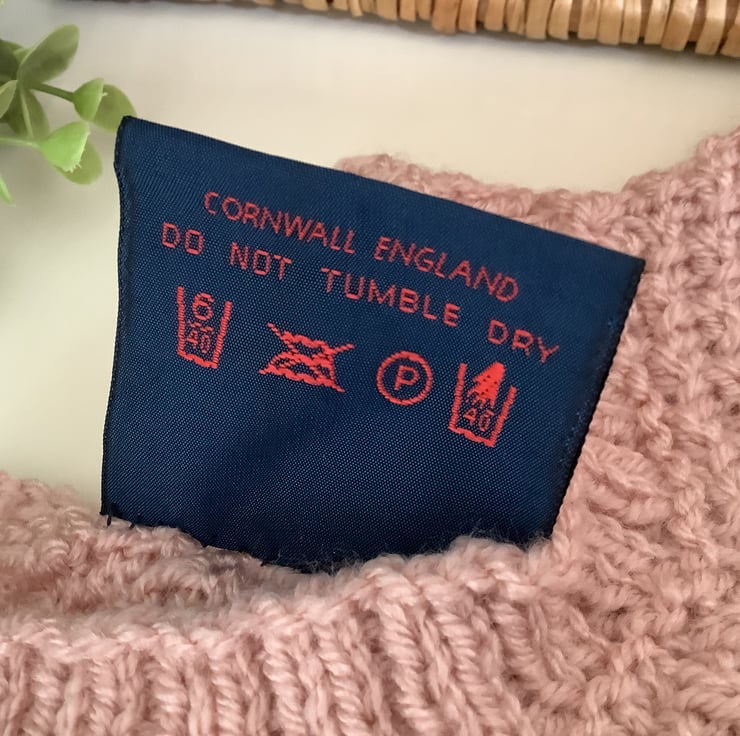 CORNWALL ENGLAND
DO NOT TUMBLE DRY
6 40 P 40